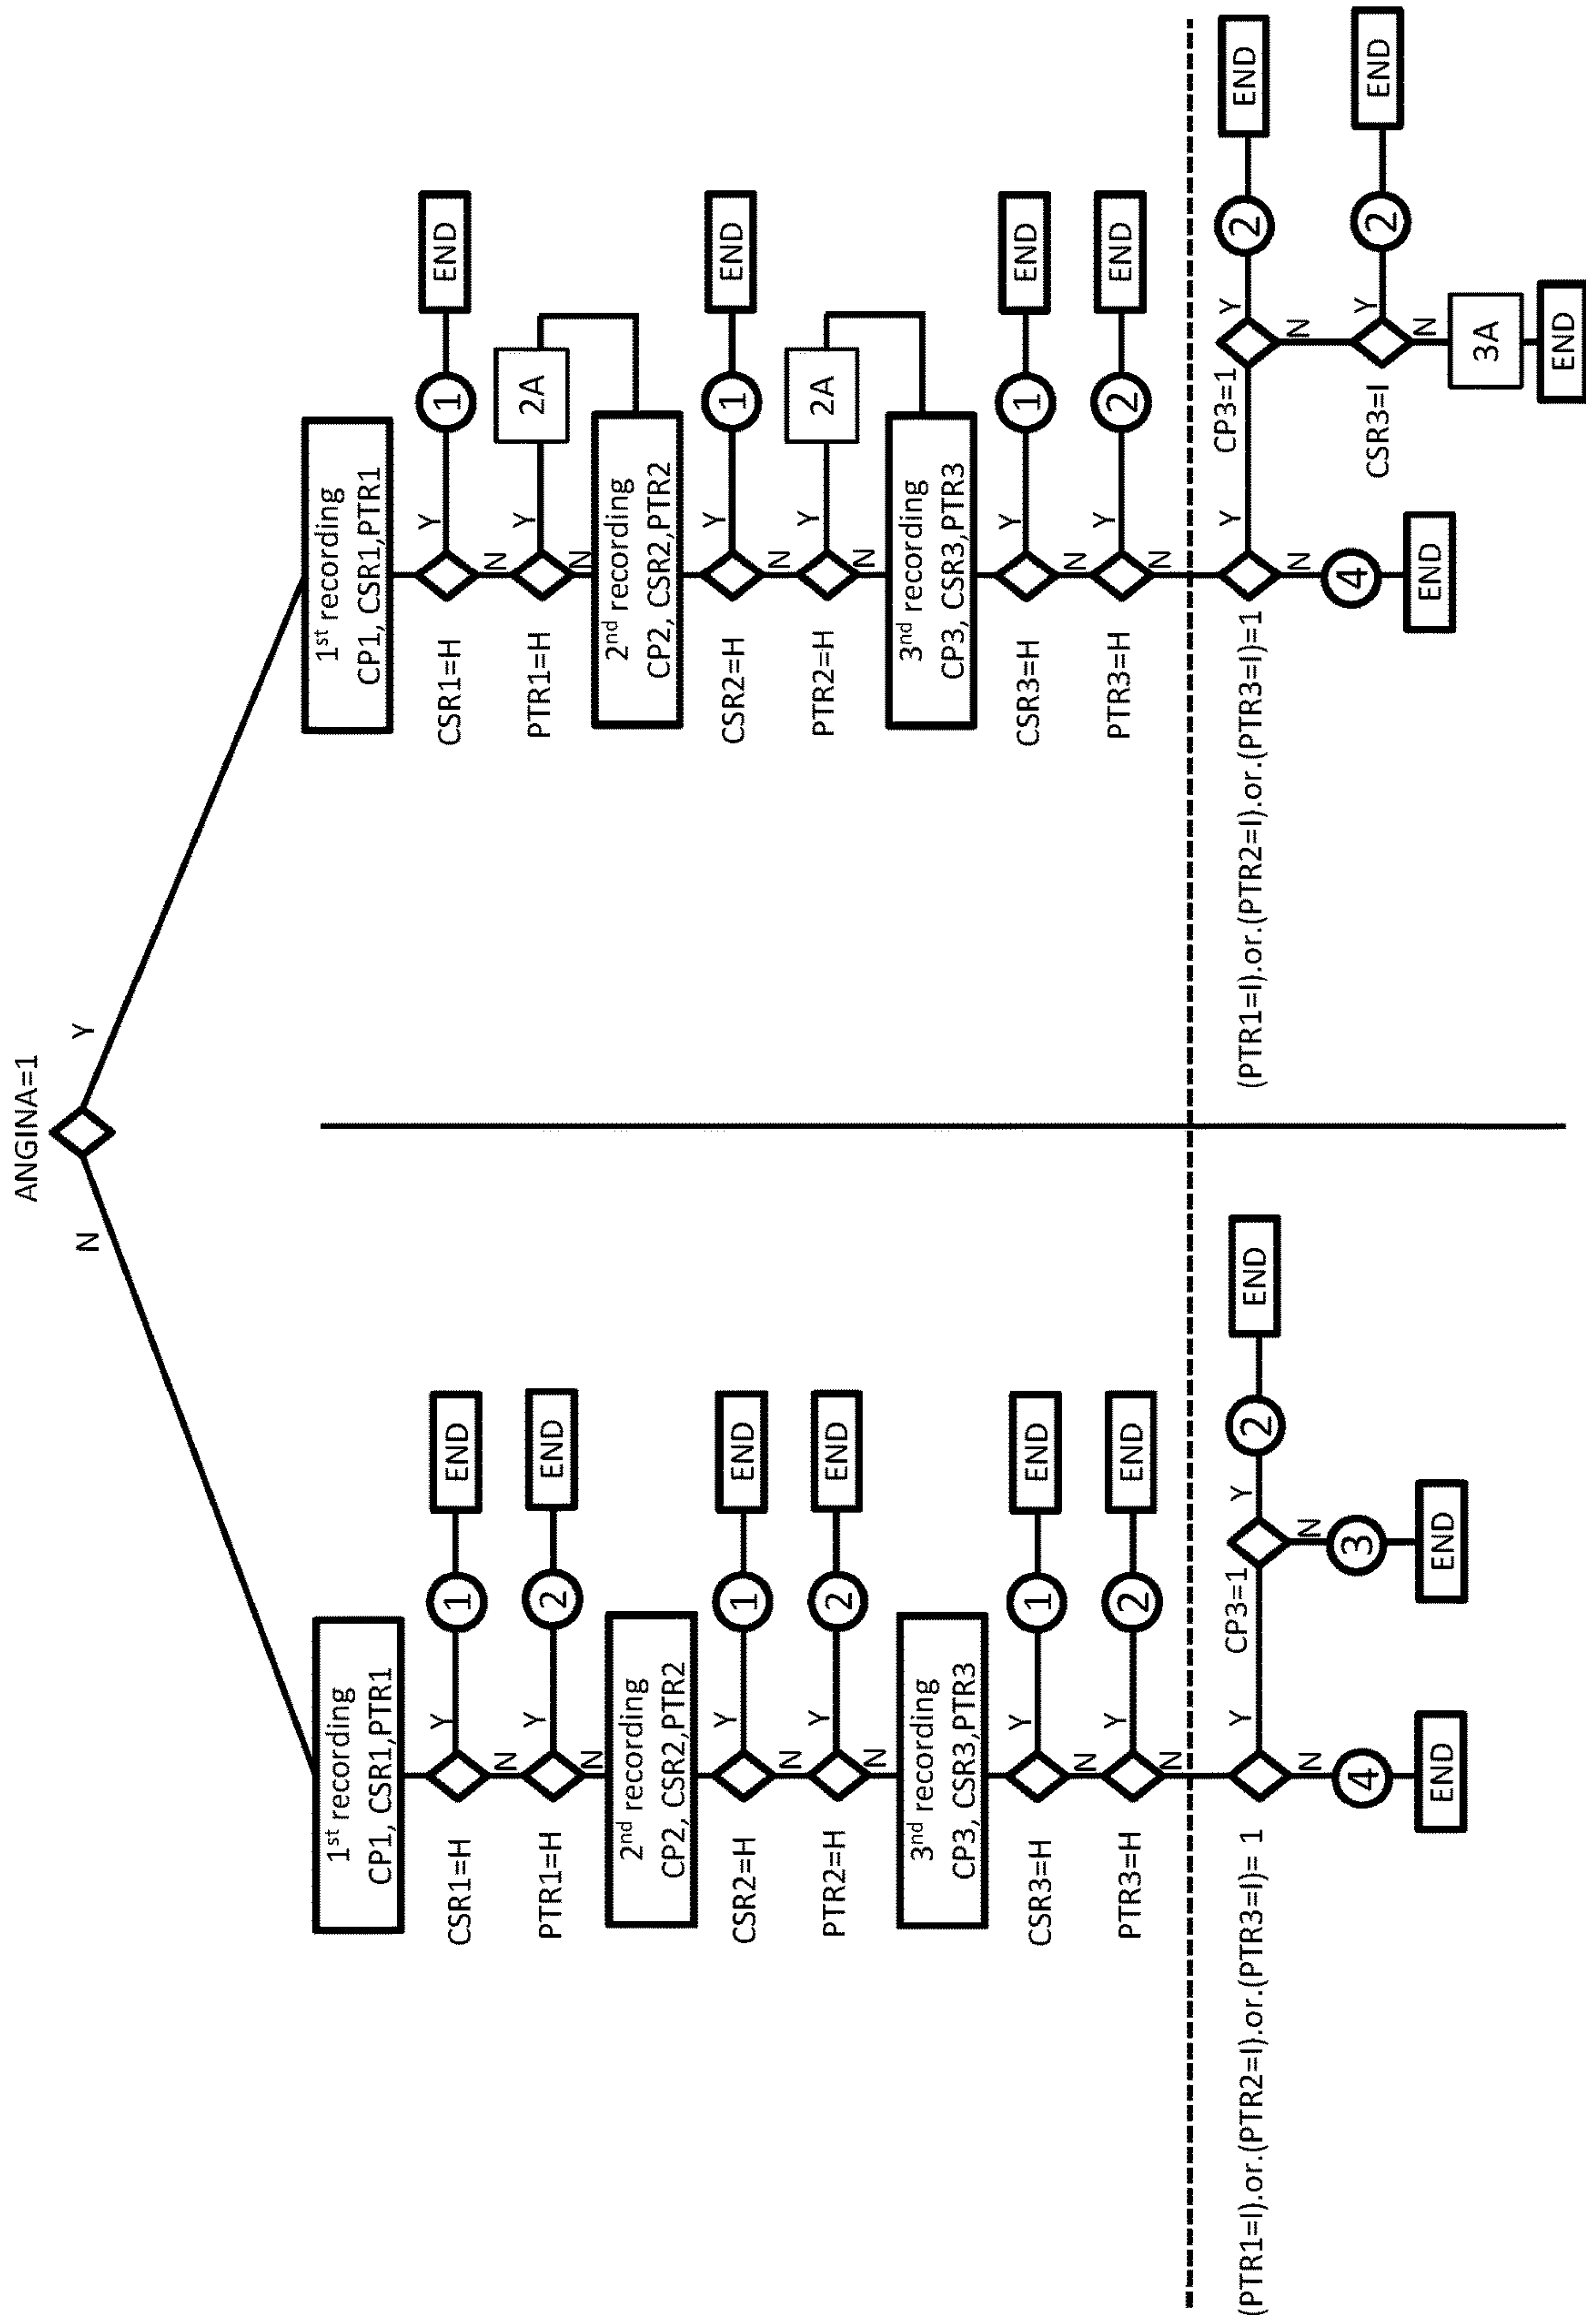 ANGINA=1
N
Y
1st recording
CP1, CSR1,PTR1
CSR1=H
Y
1
END
N
PTR1=H
Y
2
END
N
2nd recording
CP2, CSR2,PTR2
CSR2=H
Y
1
END
N
PTR2=H
Y
2
END
N
3nd recording
CP3, CSR3,PTR3
CSR3=H
Y
1
END
N
PTR3=H
Y
2
END
N
(PTR1=I).or.(PTR2=I).or.(PTR3=I)= 1
Y
CP3=1
Y
2
END
N
3
END
N
4
END
1st recording
CP1, CSR1,PTR1
CSR1=H
Y
1
END
N
PTR1=H
Y
2A
N
2nd recording
CP2, CSR2,PTR2
CSR2=H
Y
1
END
N
PTR2=H
Y
2A
N
3nd recording
CP3, CSR3,PTR3
CSR3=H
Y
1
END
N
PTR3=H
Y
2
END
N
(PTR1=I).or.(PTR2=I).or.(PTR3=I)=1
Y
CP3=1
Y
2
END
N
CSR3=I
Y
2
END
N
3A
END
N
4
END